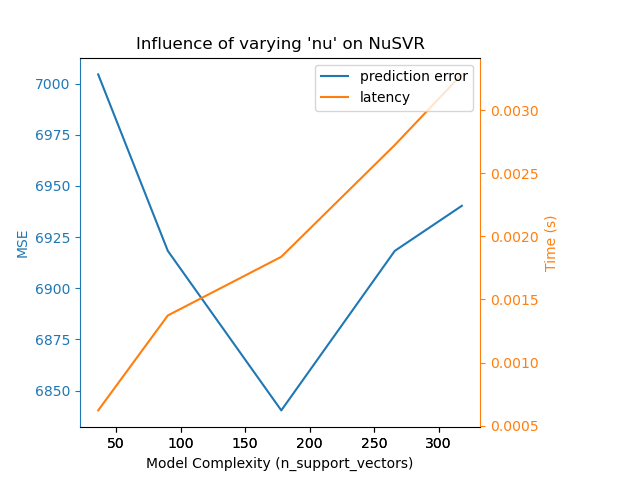 Influence of varying 'nu' on NuSVR
prediction error
latency
7000
6975
6950
6925
6900
6875
6850
MSE
0.0030
0.0025
0.0020
0.0015
0.0010
0.0005
Time (s)
50 100 150 200 250 300
Model Complexity (n_support_vectors)